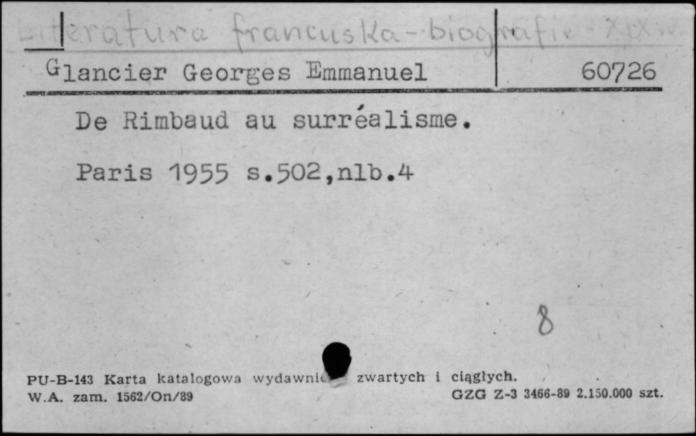 Literatura francuska - biografie XIX w.
Glancier Georges Emmanuel 60726
De Rimbaud au surréalisme.
Paris 1955 s.502,nlb.4
8
PU-B-143 Karta katalogowa zwartych i ciągłych.
W.A. zam. 1562/On/89 GZG Z-3 3466-89 2.150.000 szt.